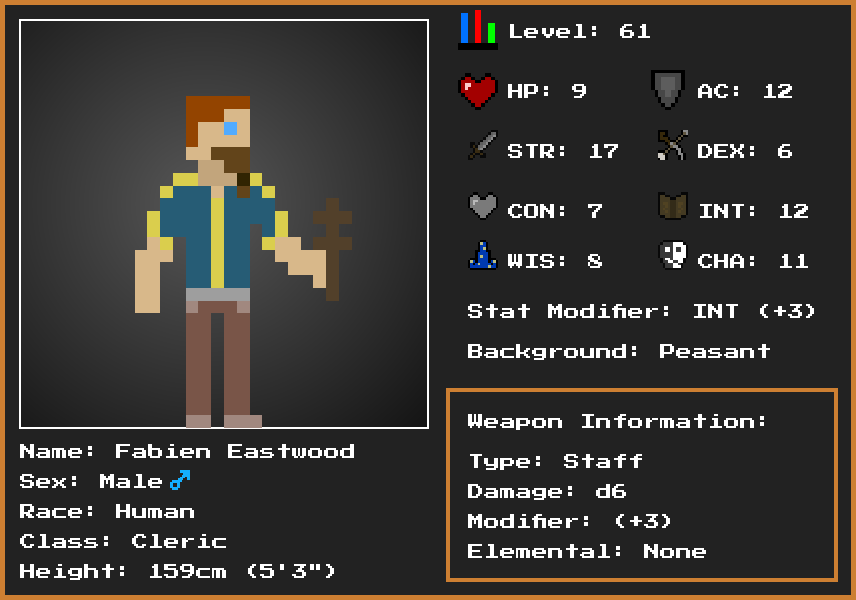 Level: 61
HP: 9
AC: 12
STR: 17
DEX: 6
CON: 7
INT: 12
WIS: 8
CHA: 11
Stat Modifier: INT (+3)
Background: Peasant
Weapon Information:
Type: Staff
Damage: d6
Modifier: (+3)
Elemental: None
Name: Fabien Eastwood
Sex: Male♂
Race: Human
Class: Cleric
Height: 159cm (5'3")